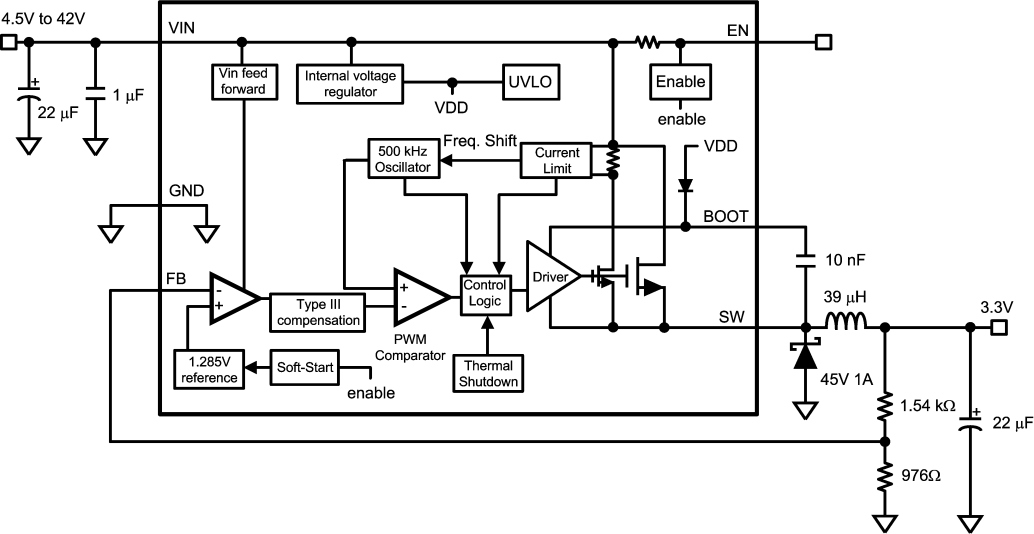 4.5V to 42V
VIN
EN
Vin feed
forward
Internal voltage
regulator
UVLO
Enable
VDD
enable
+
22 µF
1 µF
500 kHz
Oscillator
Freq. Shift
Current
Limit
VDD
GND
BOOT
FB
-
+
Type III
compensation
+
-
PWM
Comparator
Control
Logic
Driver
10 nF
39 µH
SW
3.3V
1.285V
reference
Soft-Start
enable
Thermal
Shutdown
45V 1A
1.54 kΩ
+
22 µF
976Ω